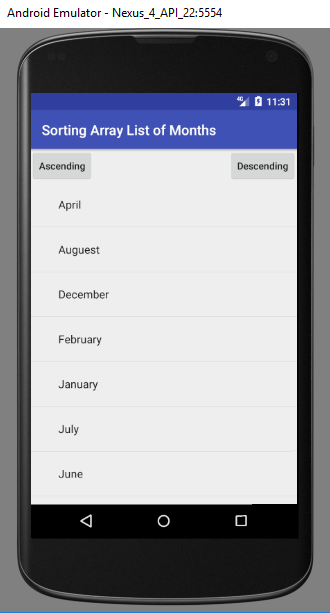 Android Emulator - Nexus_4_API_22:5554
4G 11:31
Sorting Array List of Months
Ascending Descending
April
Auguest
December
February
January
July
June